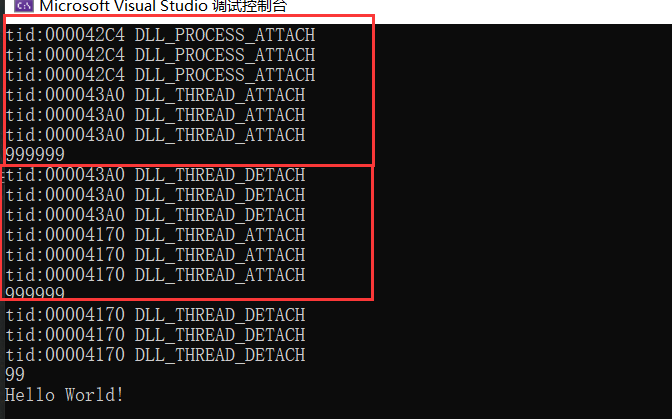 Microsoft Visual Studio 调试控制台
tid:000042C4 DLL_PROCESS_ATTACH
tid:000042C4 DLL_PROCESS_ATTACH
tid:000042C4 DLL_PROCESS_ATTACH
tid:000043A0 DLL_THREAD_ATTACH
tid:000043A0 DLL_THREAD_ATTACH
tid:000043A0 DLL_THREAD_ATTACH
999999
tid:000043A0 DLL_THREAD_DETACH
tid:000043A0 DLL_THREAD_DETACH
tid:000043A0 DLL_THREAD_DETACH
tid:00004170 DLL_THREAD_ATTACH
tid:00004170 DLL_THREAD_ATTACH
tid:00004170 DLL_THREAD_ATTACH
999999
tid:00004170 DLL_THREAD_DETACH
tid:00004170 DLL_THREAD_DETACH
tid:00004170 DLL_THREAD_DETACH
99
Hello World!